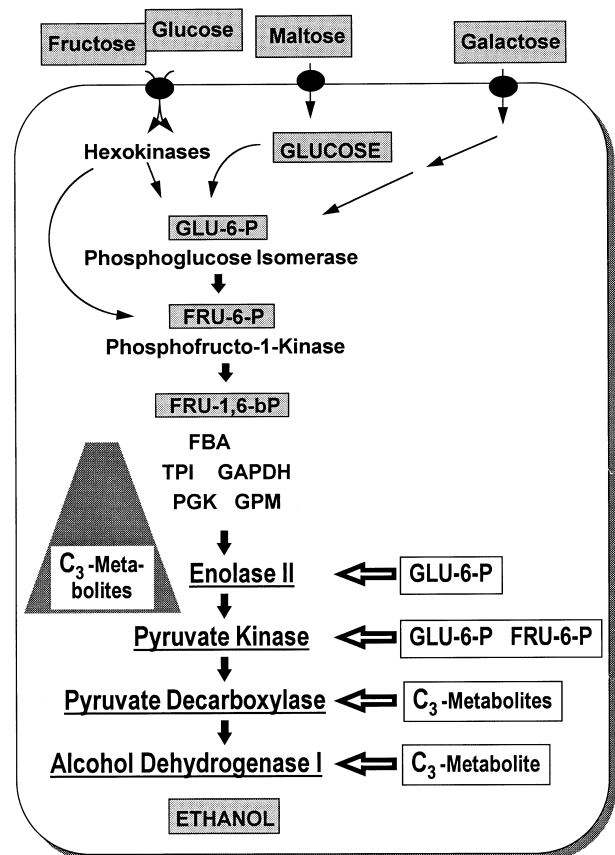 Fructose
Glucose
Maltose
Galactose
Hexokinases
GLUCOSE
GLU-6-P
Phosphoglucose Isomerase
FRU-6-P
Phosphofructo-1-Kinase
FRU-1,6-bP
FBA
TPI GAPDH
PGK GPM
C3-Meta-
bolites
Enolase II
GLU-6-P
Pyruvate Kinase
GLU-6-P FRU-6-P
Pyruvate Decarboxylase
C3-Metabolites
Alcohol Dehydrogenase I
C3-Metabolite
ETHANOL